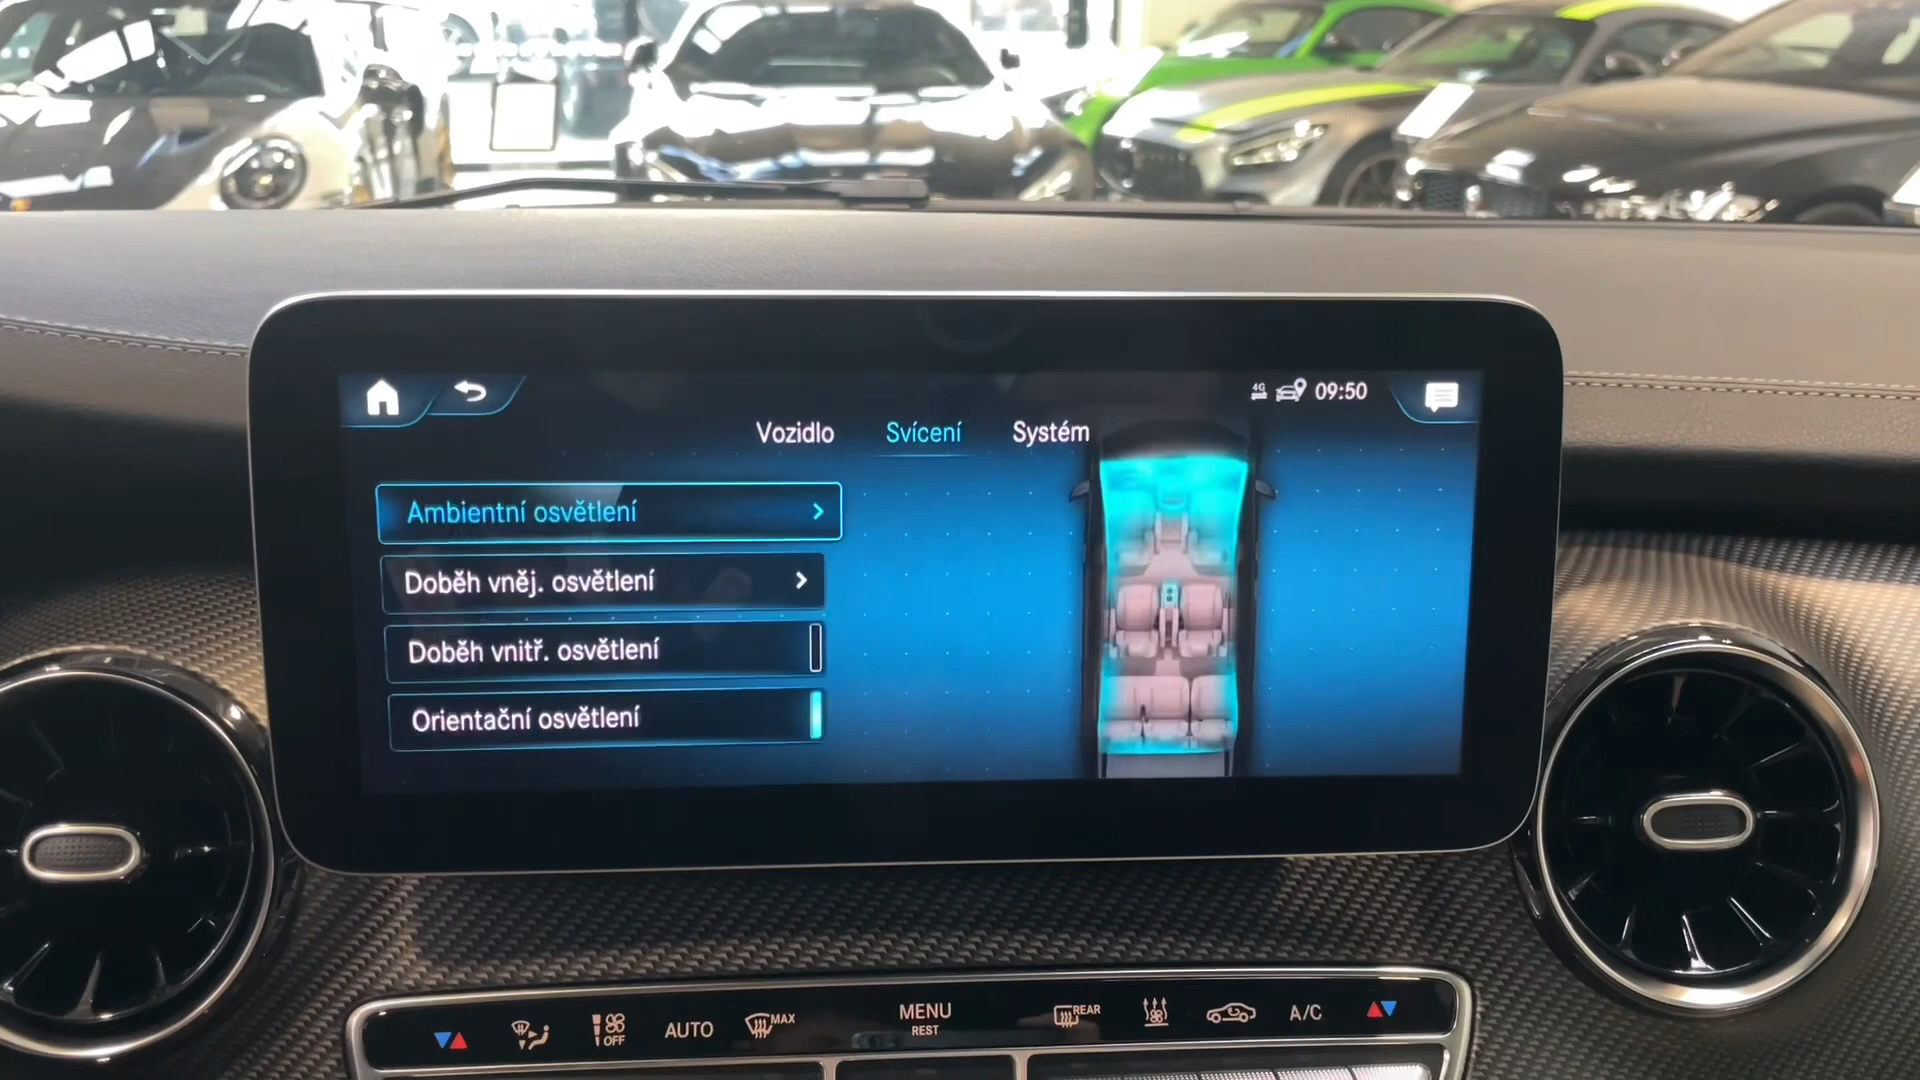 4G 09:50
Vozidlo Svícení Systém
Ambientní osvětlení
Doběh vněj. osvětlení
Doběh vnitř. osvětlení
Orientační osvětlení
OFF AUTO MAX MENU REST REAR A/C